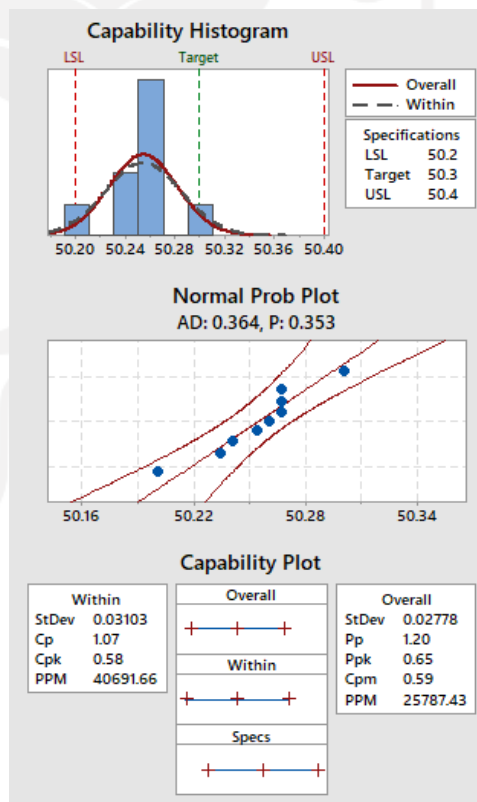 Capability Histogram
LSL Target USL
Overall
Within
Specifications
LSL 50.2
Target 50.3
USL 50.4
50.20 50.24 50.28 50.32 50.36 50.40
Normal Prob Plot
AD: 0.364, P: 0.353
50.16 50.22 50.28 50.34
Capability Plot
Within
StDev 0.03103
Cp 1.07
Cpk 0.58
PPM 40691.66
Overall
Within
Specs
Overall
StDev 0.02778
Pp 1.20
Ppk 0.65
Cpm 0.59
PPM 25787.43